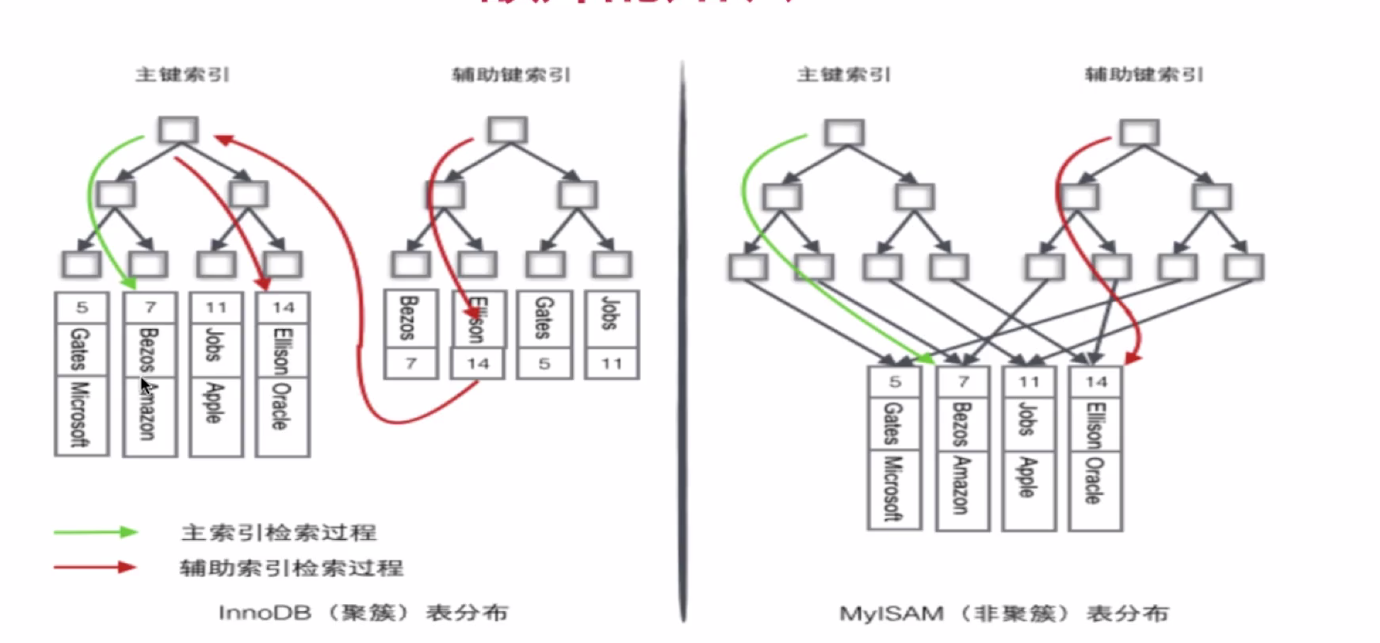 主键索引
辅助键索引
5 7 11 14
Gates Bezos Jobs Ellison
Microsoft Amazon Apple Oracle
Bezos Ellison Gates Jobs
7 14 5 11
主索引检索过程
辅助索引检索过程
InnoDB（聚簇）表分布
主键索引
辅助键索引
5 7 11 14
Gates Bezos Jobs Ellison
Microsoft Amazon Apple Oracle
MyISAM（非聚簇）表分布